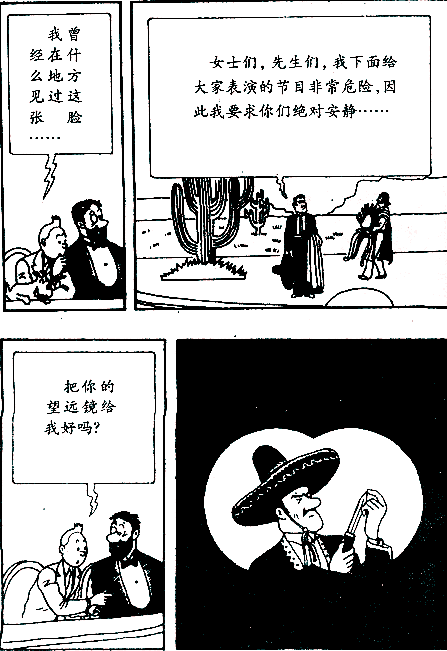 我曾
经在什
么地方
见过这
张脸
……
女士们，先生们，我下面给
大家表演的节目非常危险，因
此我要求你们绝对安静……
把你的
望远镜给
我好吗？